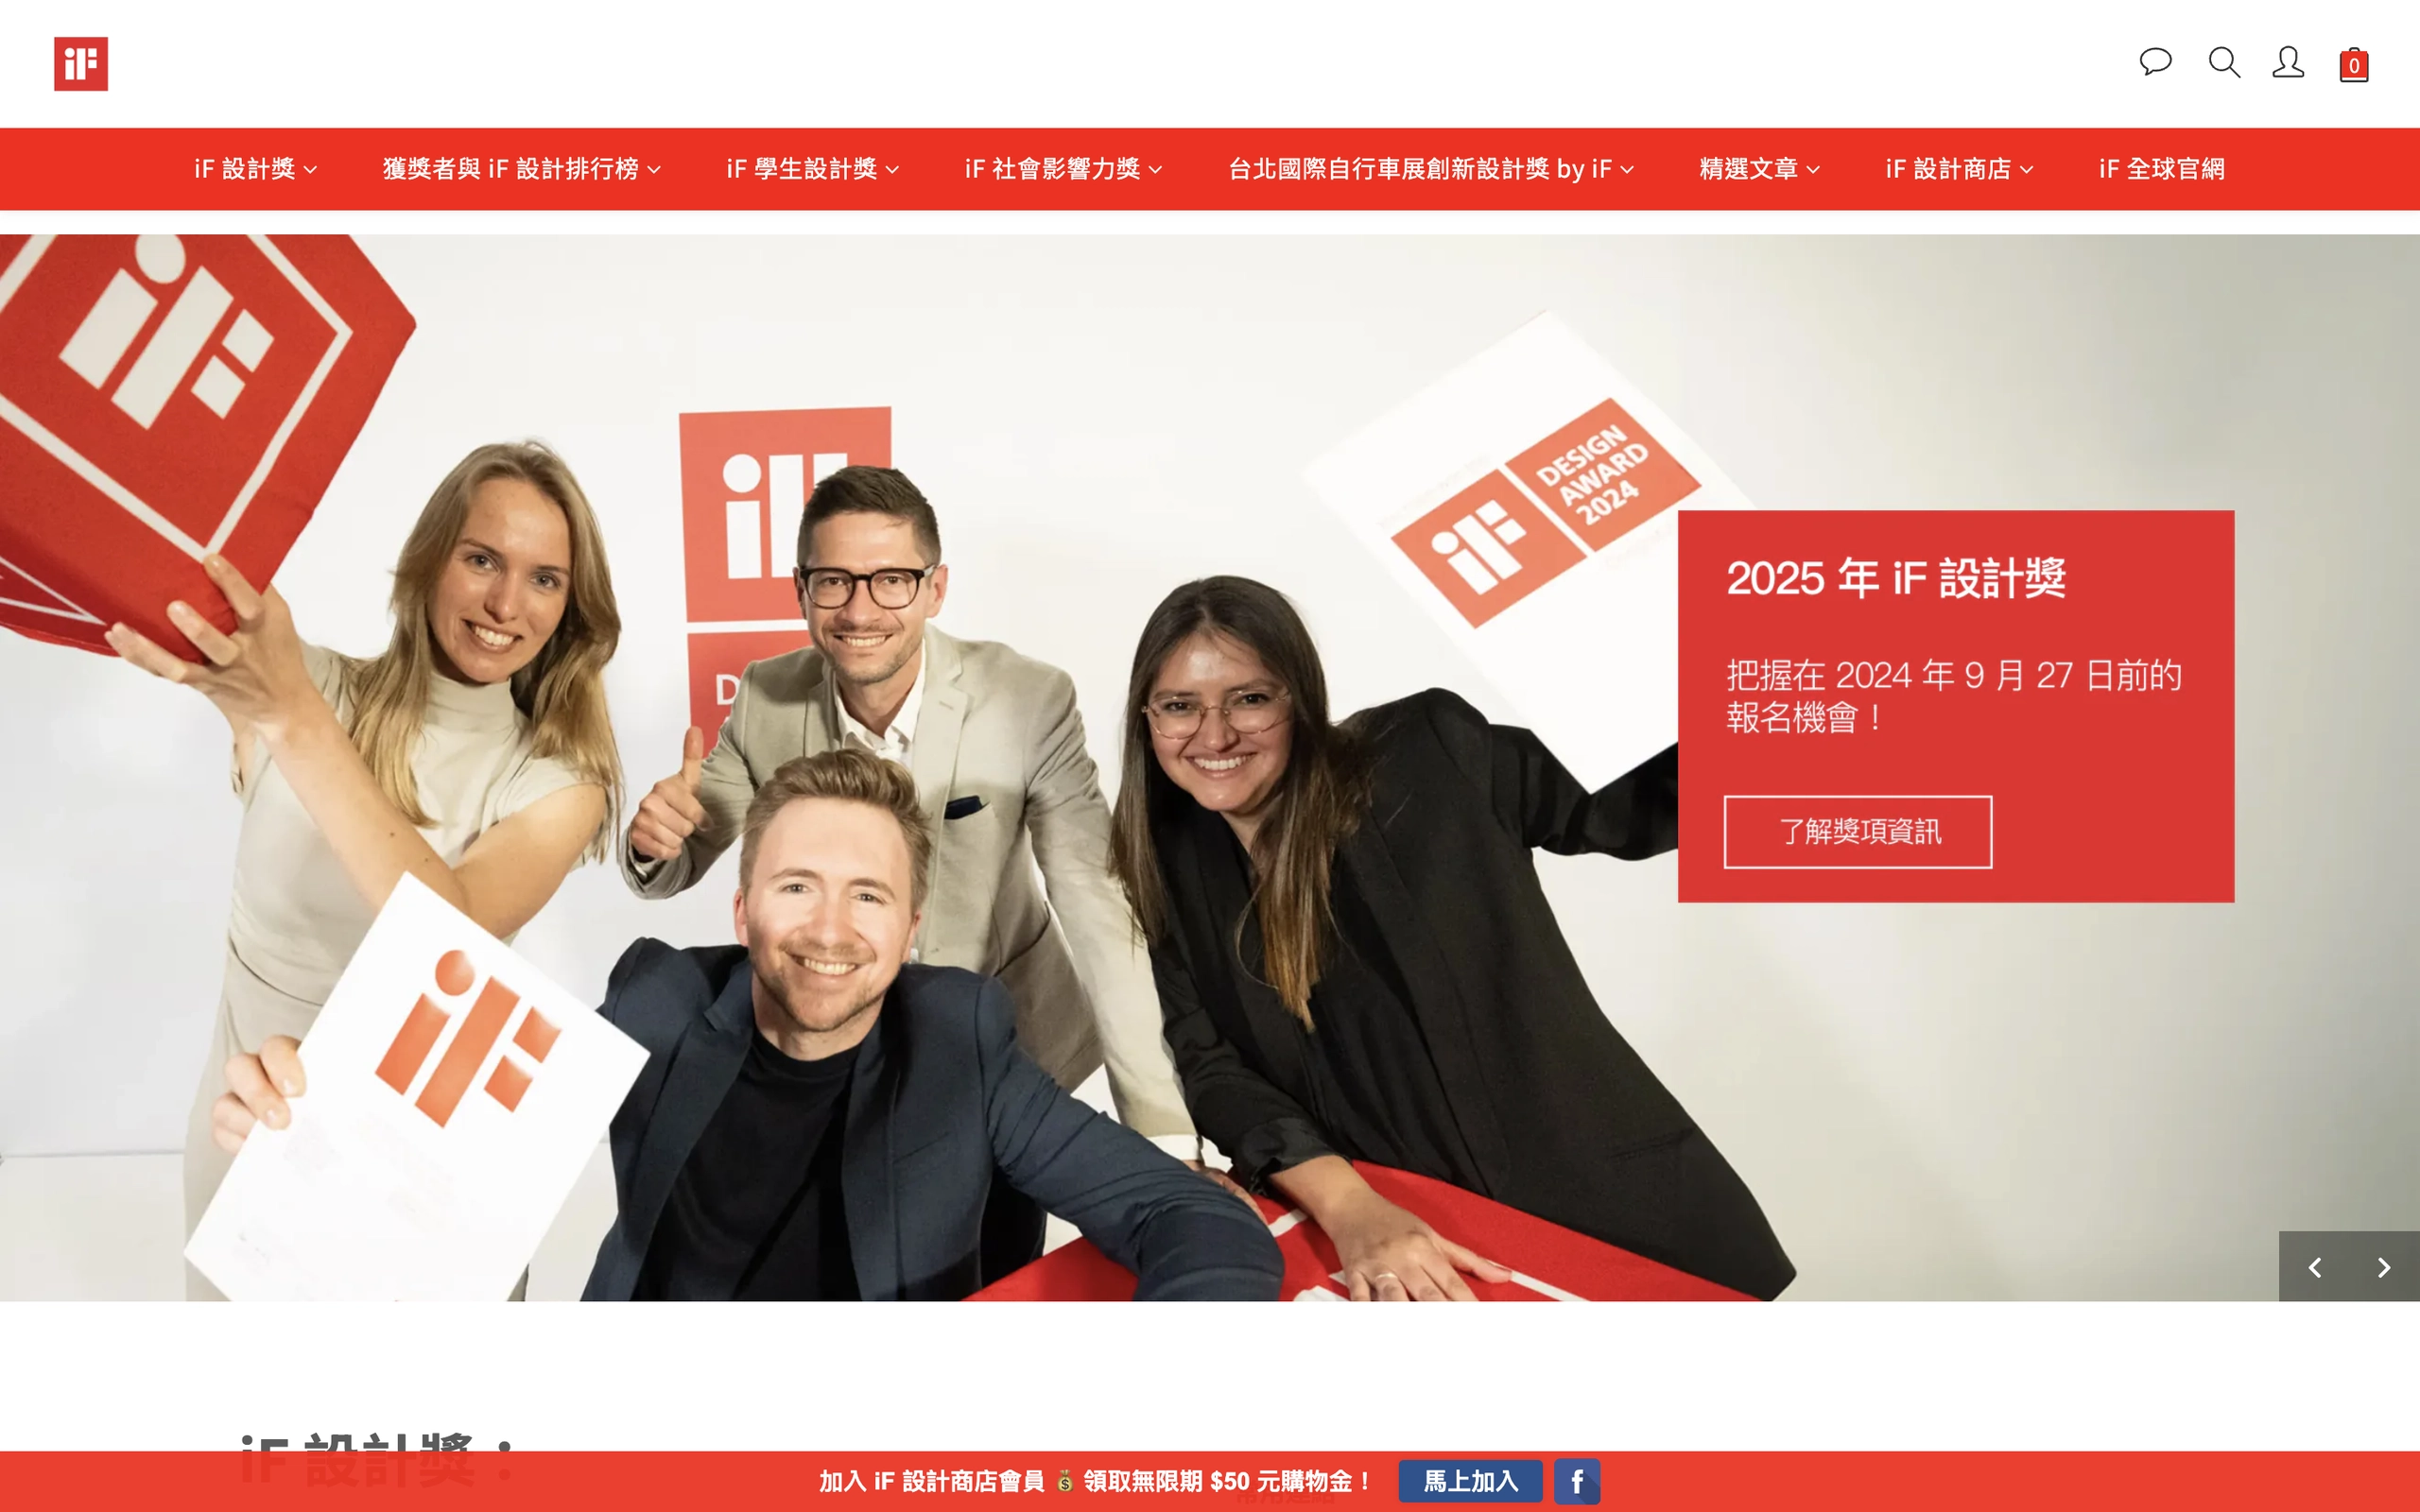 iF
0
iF 設計獎
獲獎者與 iF 設計排行榜
iF 學生設計獎
iF 社會影響力獎
台北國際自行車展創新設計獎 by iF
精選文章
iF 設計商店
iF 全球官網
iF
iF
DESIGN
AWARD
2024
iF
2025 年 iF 設計獎
把握在 2024 年 9 月 27 日前的
報名機會！
了解獎項資訊
iF
iF 設計獎：
加入 iF 設計商店會員 💰 領取無限期 $50 元購物金！
馬上加入
f